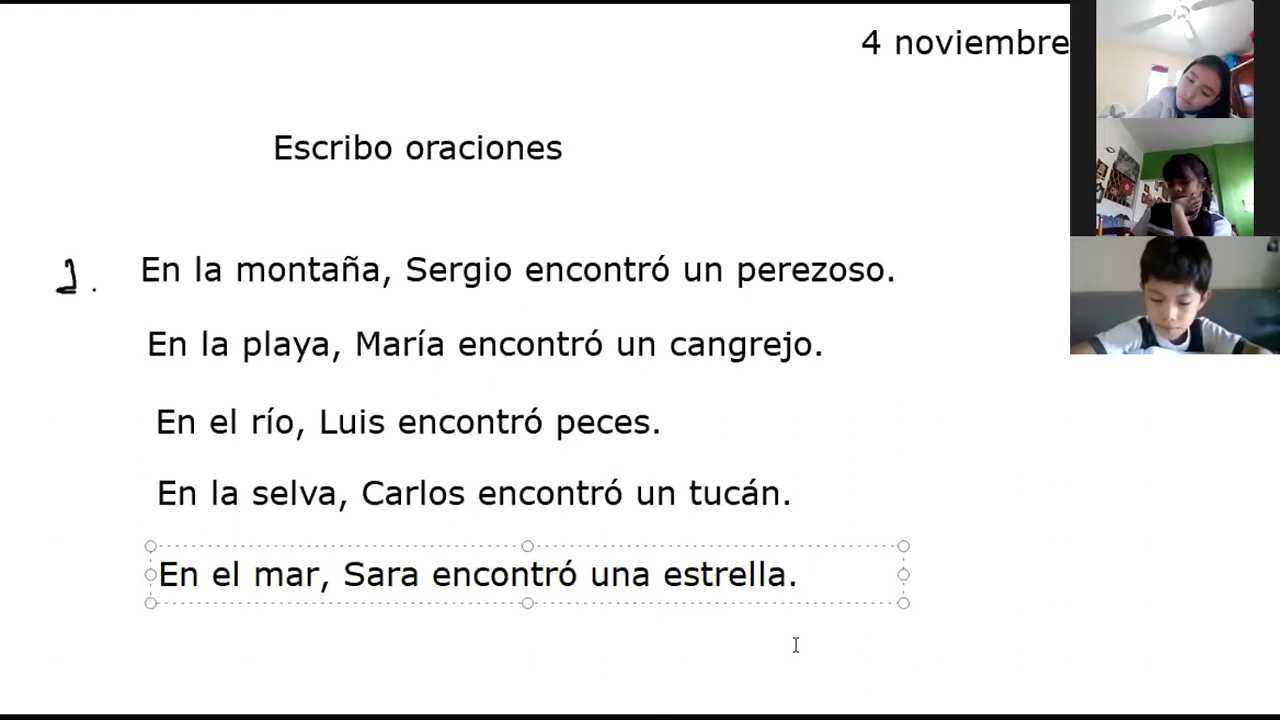 4 noviembre
Escribo oraciones
1. En la montaña, Sergio encontró un perezoso.
En la playa, María encontró un cangrejo.
En el río, Luis encontró peces.
En la selva, Carlos encontró un tucán.
En el mar, Sara encontró una estrella.